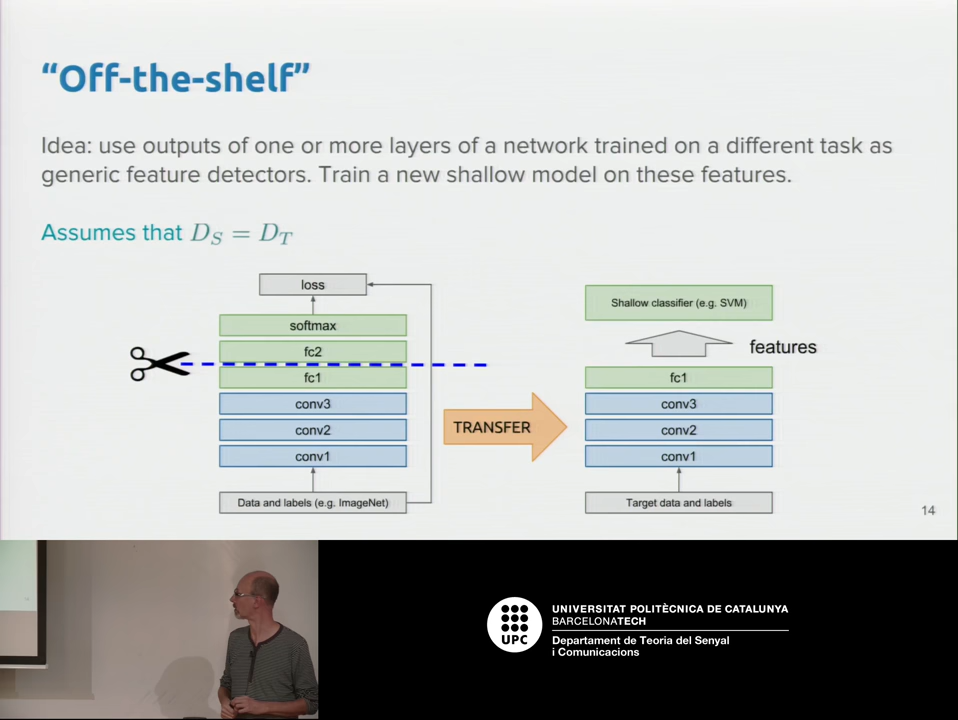 “Off-the-shelf”
Idea: use outputs of one or more layers of a network trained on a different task as
generic feature detectors. Train a new shallow model on these features.
Assumes that D_S = D_T
loss
softmax
fc2
fc1
conv3
conv2
conv1
Data and labels (e.g. ImageNet)
TRANSFER
Shallow classifier (e.g. SVM)
features
fc1
conv3
conv2
conv1
Target data and labels
14
UPC
UNIVERSITAT POLITÈCNICA DE CATALUNYA
BARCELONATECH
Departament de Teoria del Senyal
i Comunicacions